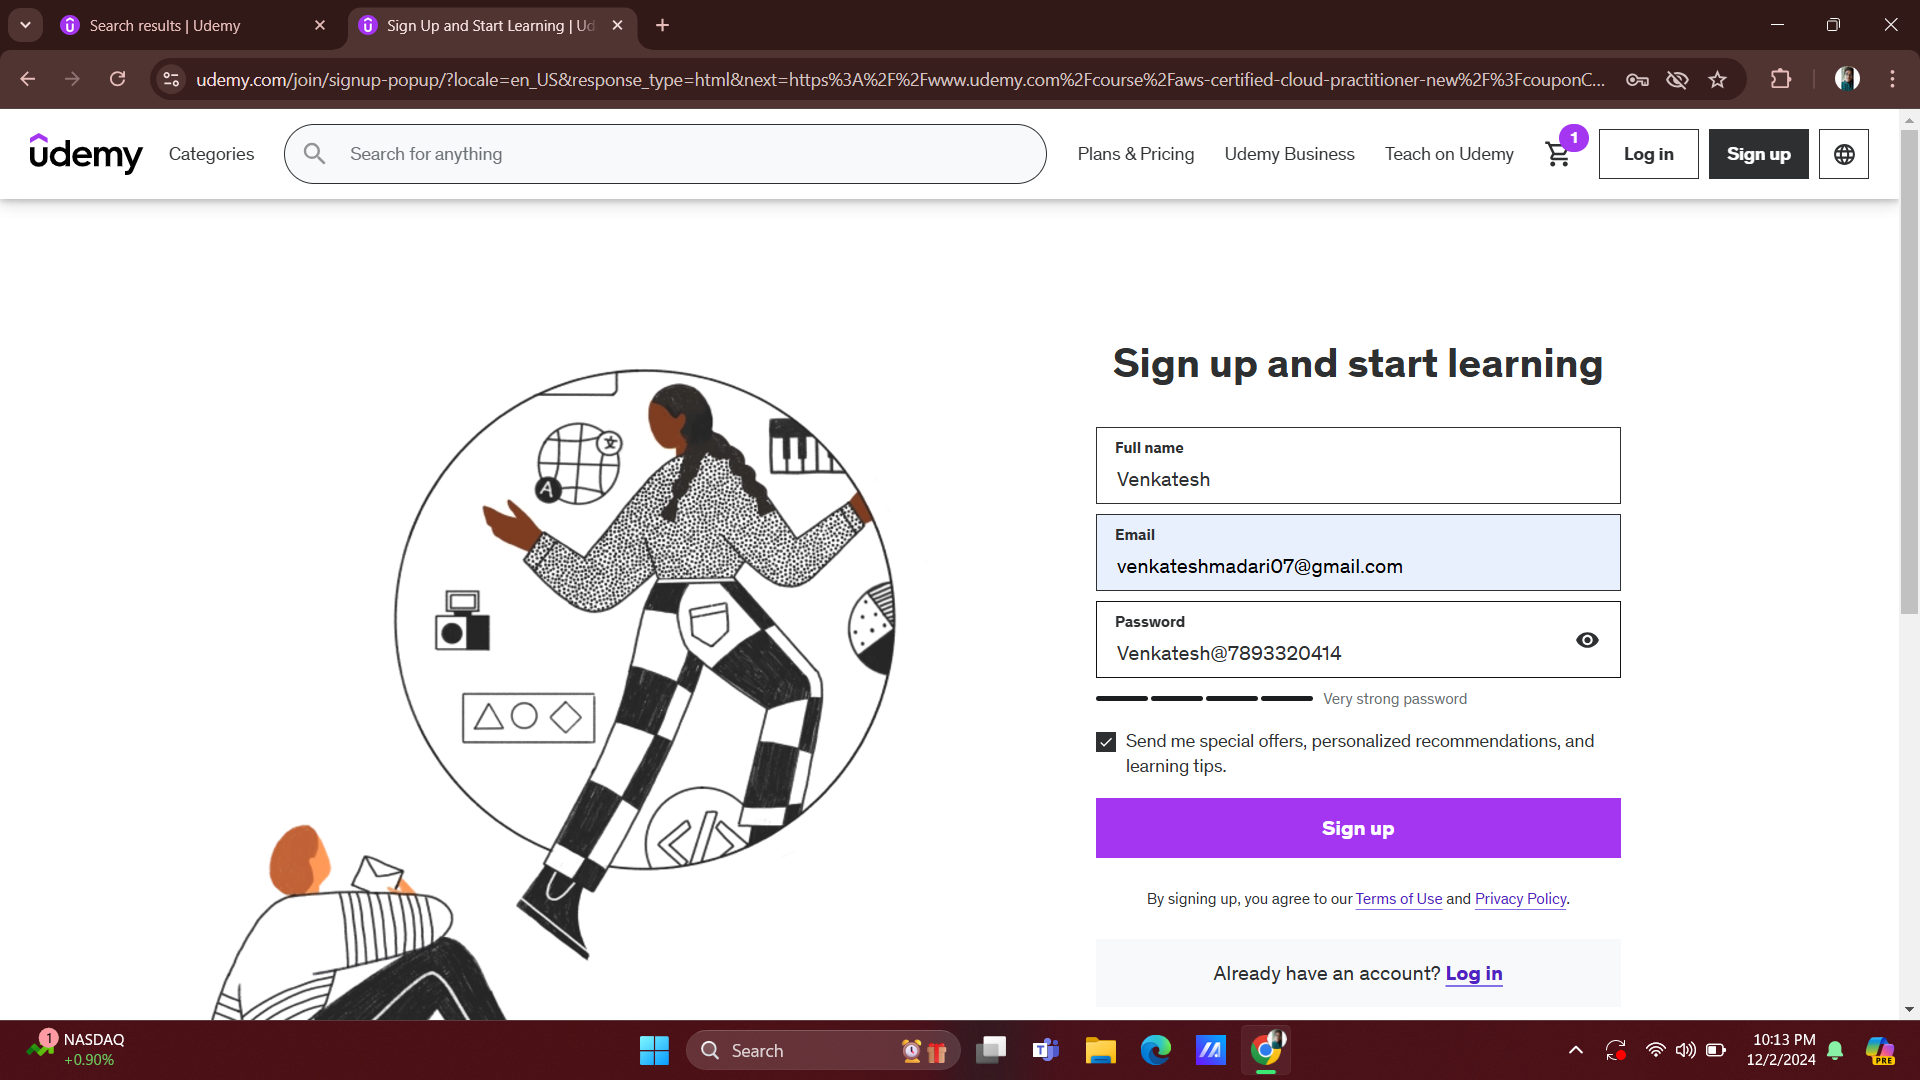 Search results | Udemy
Sign Up and Start Learning | Ud
udemy.com/join/signup-popup/?locale=en_US&response_type=html&next=https%3A%2F%2Fwww.udemy.com%2Fcourse%2Faws-certified-cloud-practitioner-new%2F%3FcouponC...
udemy
Categories
Search for anything
Plans & Pricing
Udemy Business
Teach on Udemy
1
Log in
Sign up
Sign up and start learning
Full name
Venkatesh
Email
venkateshmadari07@gmail.com
Password
Venkatesh@7893320414
Very strong password
Send me special offers, personalized recommendations, and
learning tips.
Sign up
By signing up, you agree to our Terms of Use and Privacy Policy.
Already have an account? Log in
A
文
</>
1
NASDAQ
+0.90%
Search
10:13 PM
12/2/2024
PRE